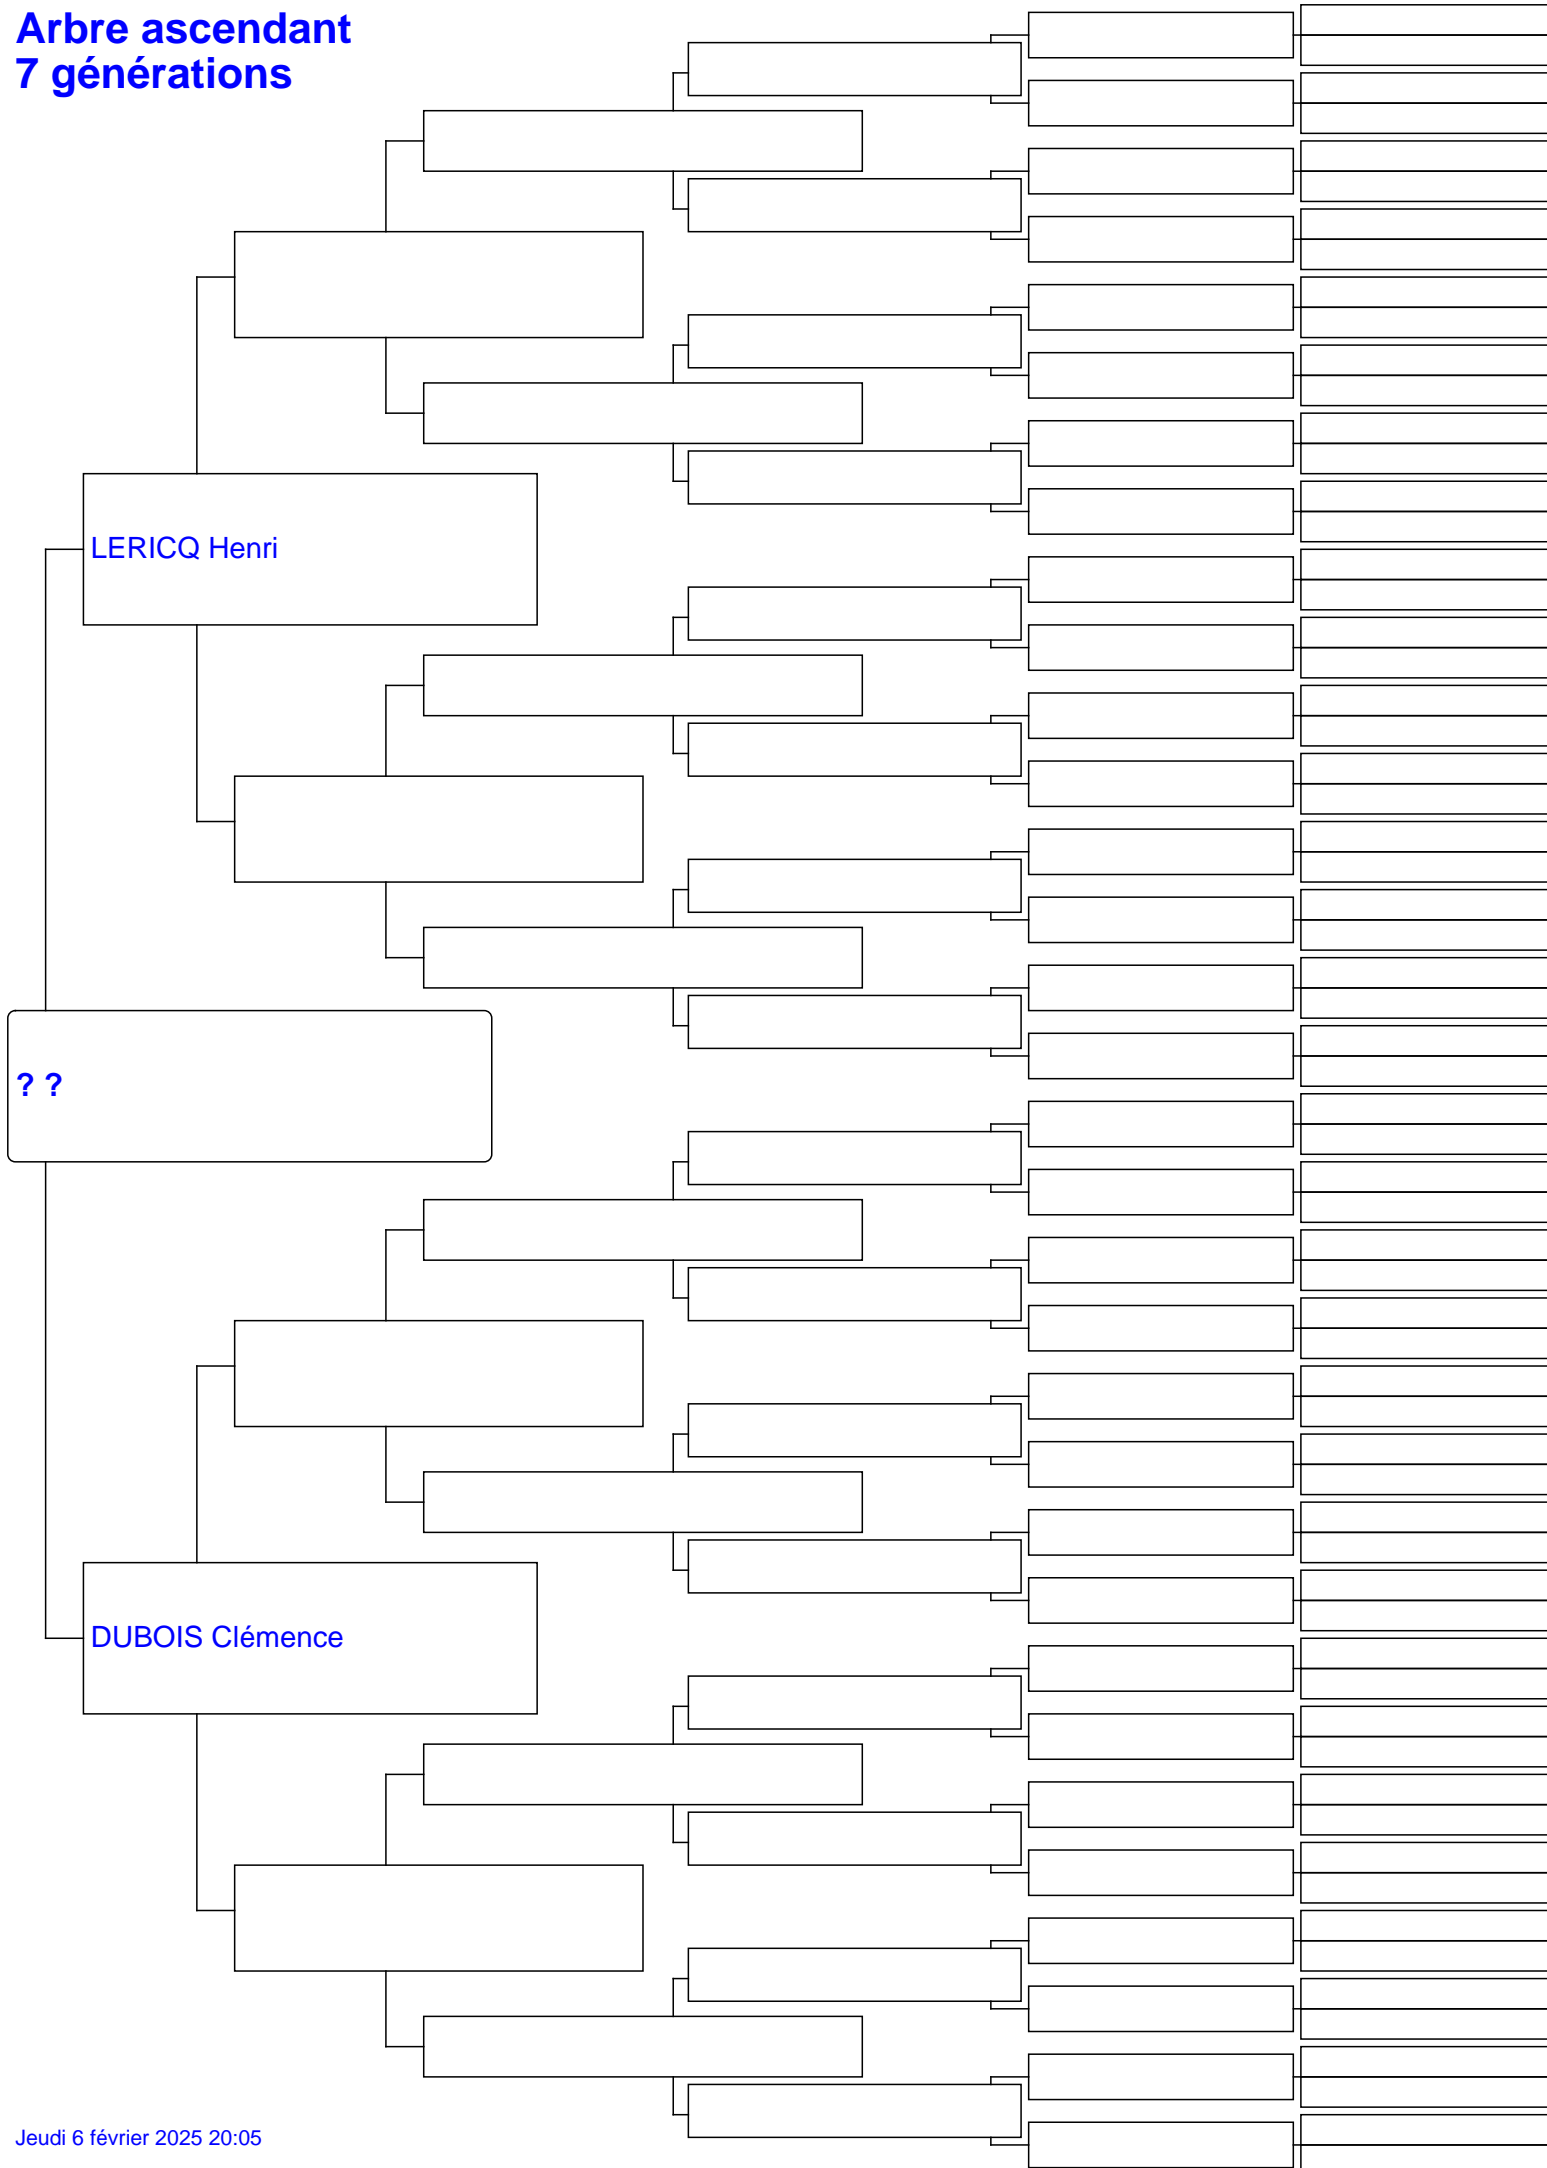 Arbre ascendant
7 générations
LERICQ Henri
? ?
DUBOIS Clémence
Jeudi 6 février 2025 20:05